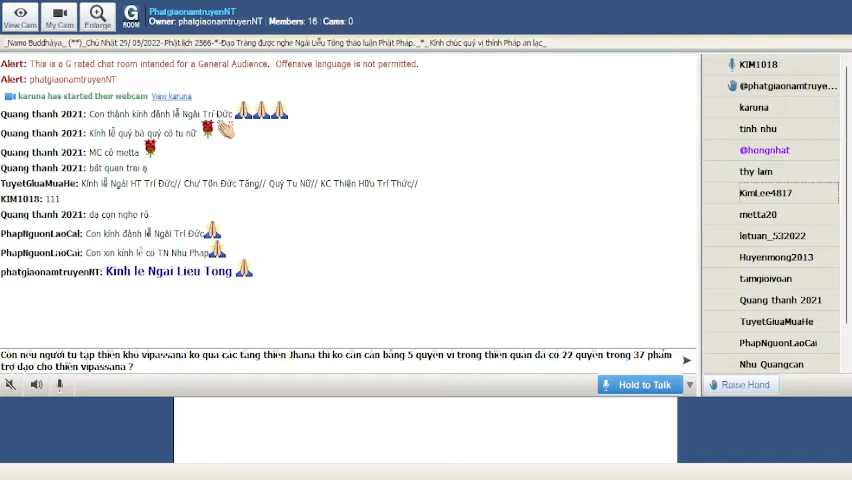 View Cam
My Cam
Enlarge
G
ROOM
PhatgiaonamtruyenNT
Owner: phatgiaonamtruyenNT | Members: 16 | Cams: 0
_Namo Buddhāya_ (**)_Chủ Nhật 29/ 05/2022- Phật lịch 2566-*-Đạo Tràng được nghe Ngài Liễu Tông thảo luận Phật Pháp._*_ Kính chúc quý vị thính Pháp an lạc_
Alert: This is a G rated chat room intended for a General Audience. Offensive language is not permitted.
Alert: phatgiaonamtruyenNT
karuna has started their webcam View karuna
Quang thanh 2021: Con thành kính đảnh lễ Ngài Trí Đức
Quang thanh 2021: Kính lễ quý bà quý cô tu nữ
Quang thanh 2021: MC cô metta
Quang thanh 2021: bát quan trai ạ
TuyetGiuaMuaHe: Kính lễ Ngài HT Trí Đức// Chư Tôn Đức Tăng// Quý Tu Nữ// KC Thiện Hữu Trí Thức//
KIM1018: 111
Quang thanh 2021: dạ con nghe rõ
PhapNguonLaoCai: Con kính đảnh lễ Ngài Trí Đức
PhapNguonLaoCai: Con xin kính lễ cô TN Như Pháp
phatgiaonamtruyenNT: Kinh le Ngai Lieu Tong
Còn nếu người tu tập thiền khô vipassana ko qua các tầng thiền Jhana thì ko cần cân bằng 5 quyền vì trong thiền quán đã có 22 quyền trong 37 phẩm
trợ đạo cho thiền vipassana ?
Hold to Talk
KIM1018
@phatgiaonamtruye...
karuna
tinh nhu
@hongnhat
thy lam
KimLee4817
metta20
letuan_532022
Huyenmong2013
tamgioivoan
Quang thanh 2021
TuyetGiuaMuaHe
PhapNguonLaoCai
Nhu Quangcan
Raise Hand